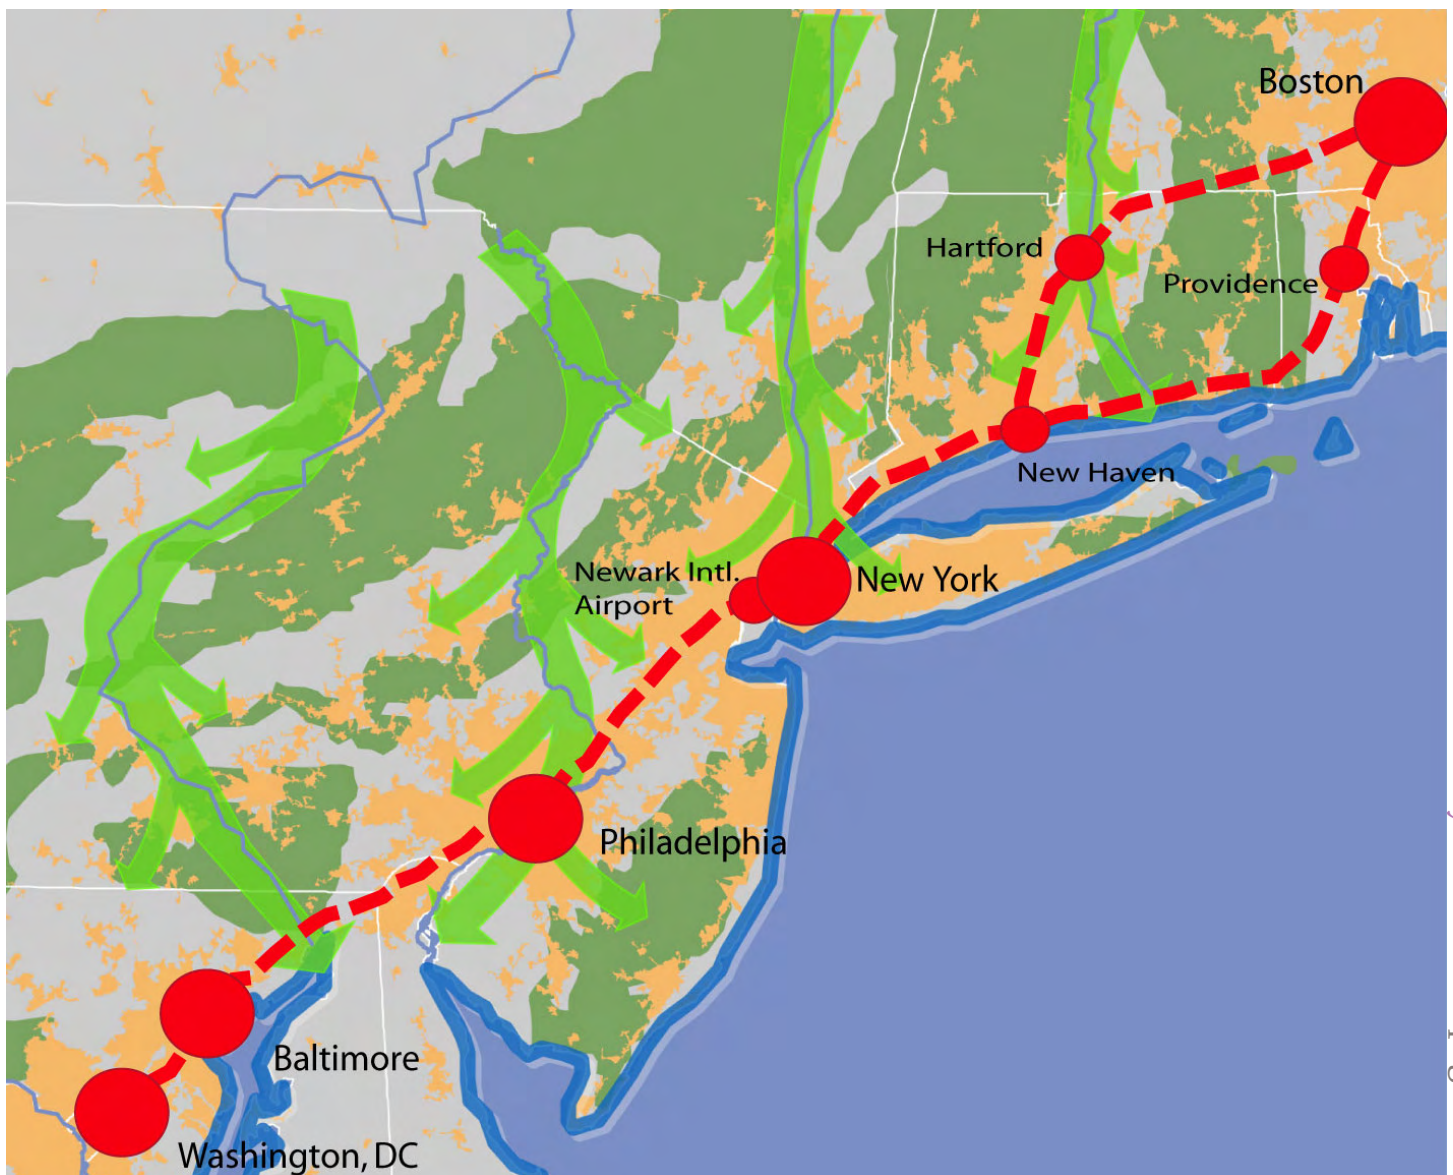 Boston
Hartford
Providence
New Haven
Newark Intl.
Airport
New York
Philadelphia
Baltimore
Washington, DC